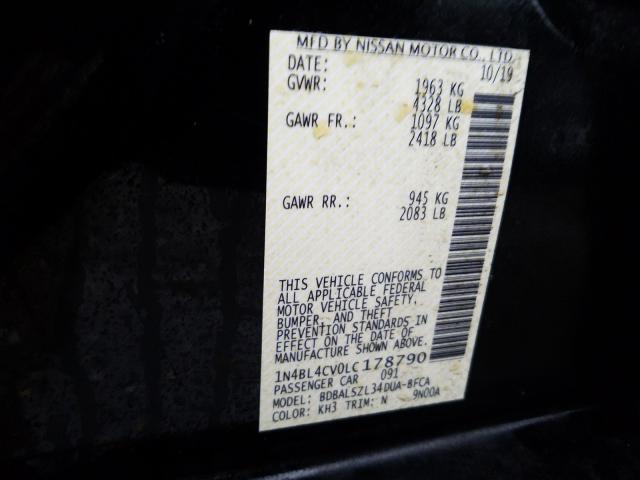 MFD BY NISSAN MOTOR CO., LTD.
DATE: 10/19
GVWR: 1963 KG
4328 LB
GAWR FR.: 1097 KG
2418 LB
GAWR RR.: 945 KG
2083 LB
THIS VEHICLE CONFORMS TO
ALL APPLICABLE FEDERAL
MOTOR VEHICLE SAFETY,
BUMPER, AND THEFT
PREVENTION STANDARDS IN
EFFECT ON THE DATE OF
MANUFACTURE SHOWN ABOVE.
1N4BL4CV0LC178790
PASSENGER CAR 091
MODEL: BDBALSZL34DUA-BFCA
COLOR: KH3 TRIM: N 9N00A